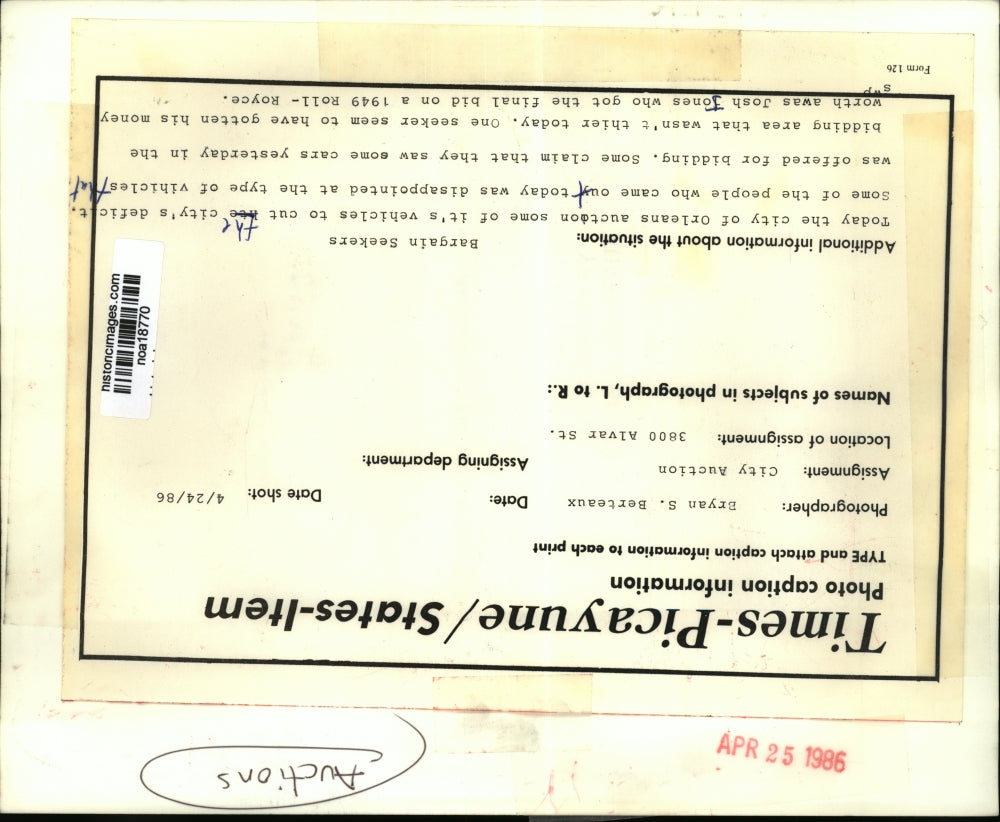 Times-Picayune/States-Item
Photo caption information
TYPE and attach caption information to each print
Photographer: Bryan S. Berteaux Date: Date shot: 4/24/86
Assignment: City Auction Assigning department:
Location of assignment: 3800 Alvar St.
Names of subjects in photograph, L. to R.:
Additional information about the situation: Bargain Seekers
Today the city of Orleans auction some of it's vehicles to cut the city's deficit.
Some of the people who came out today was disappointed at the type of vihicles that
was offered for bidding. Some claim that they saw some cars yesterday in the
bidding area that wasn't thier today. One seeker seem to have gotten his money
worth awas Josh Jones who got the final bid on a 1949 Roll- Royce.
swp
Form 126
historicimages.com
noa18770
APR 25 1986
Auctions